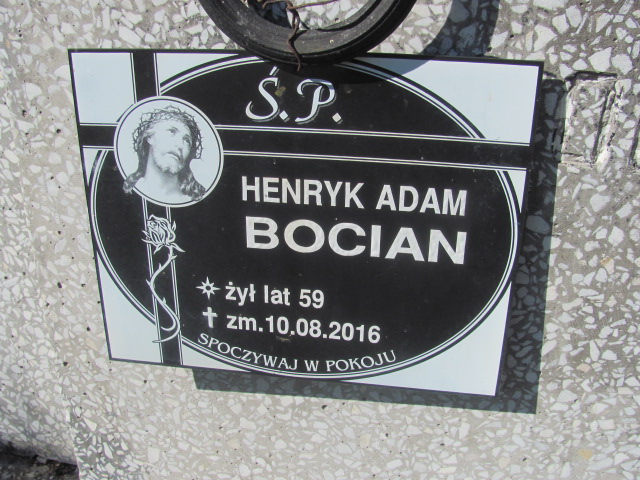 Ś.P.
HENRYK ADAM
BOCIAN
żył lat 59
zm.10.08.2016
SPOCZYWAJ W POKOJU